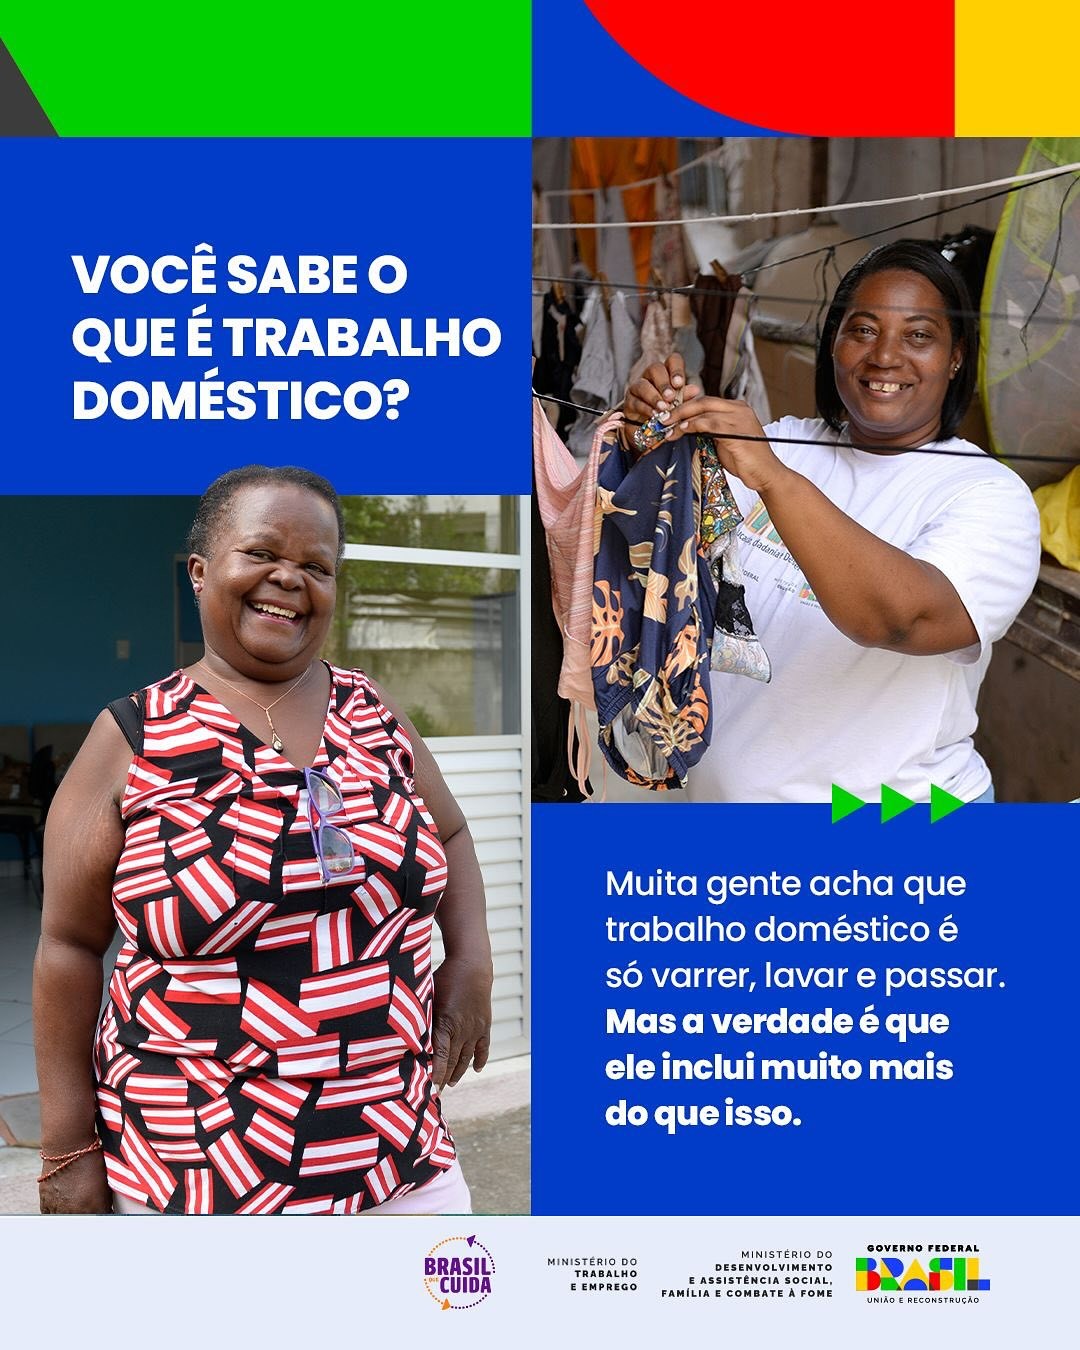 VOCÊ SABE O
QUE É TRABALHO
DOMÉSTICO?
Muita gente acha que
trabalho doméstico é
só varrer, lavar e passar.
Mas a verdade é que
ele inclui muito mais
do que isso.
BRASIL
QUE
CUIDA
MINISTÉRIO DO
TRABALHO
E EMPREGO
MINISTÉRIO DO
DESENVOLVIMENTO
E ASSISTÊNCIA SOCIAL,
FAMÍLIA E COMBATE À FOME
GOVERNO FEDERAL
BRASIL
UNIÃO E RECONSTRUÇÃO